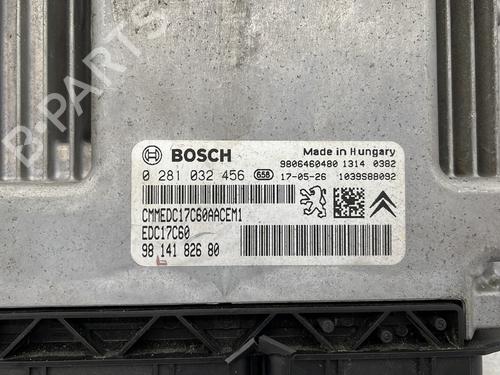 B-Parts
BOSCH
Made in Hungary
9806460480 1314 0382
0 281 032 456 658 17-05-26 1039S88092
CMMEDC17C60AACEM1
EDC17C60
98 141 826 80